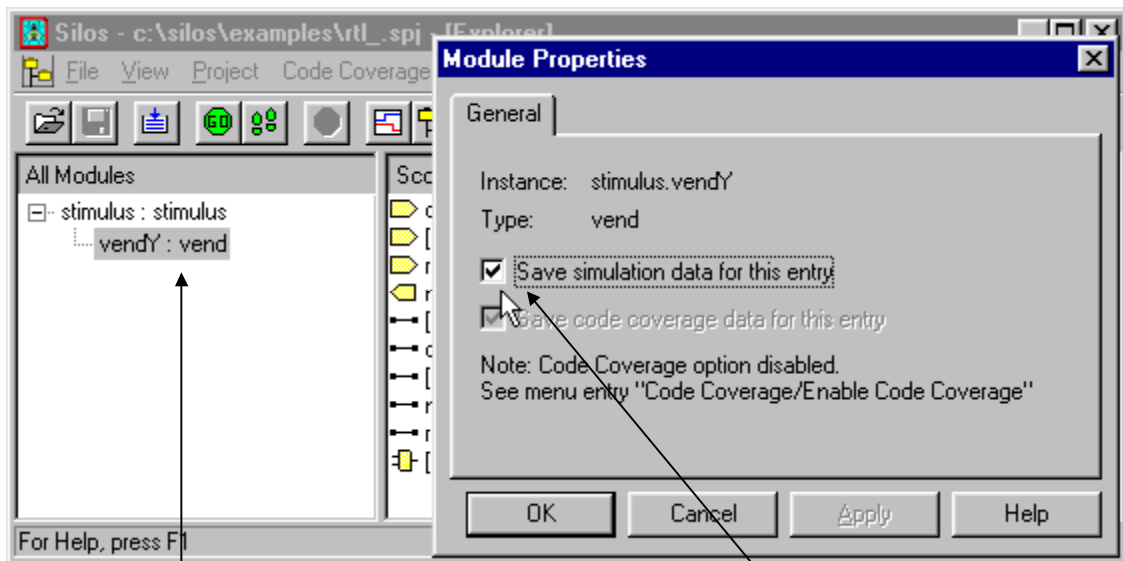 Silos - c:\silos\examples\rtl_.spj - [Explorer]
File View Project Code Coverage
GO
All Modules
stimulus : stimulus
vendY : vend
For Help, press F1
Module Properties
General
Instance: stimulus.vendY
Type: vend
Save simulation data for this entry
Save code coverage data for this entry
Note: Code Coverage option disabled.
See menu entry "Code Coverage/Enable Code Coverage"
OK Cancel Apply Help